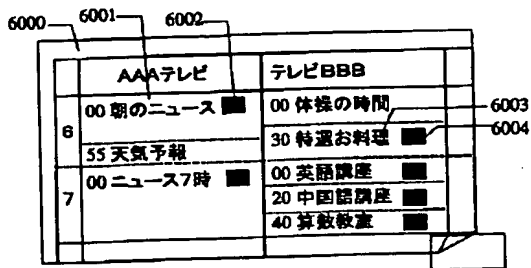 6000 6001 6002
AAAテレビ テレビBBB
6 00 朝のニュース 00 体操の時間
6003
30 特選お料理 6004
55 天気予報
7 00 ニュース7時 00 英語講座
20 中国語講座
40 算数教室